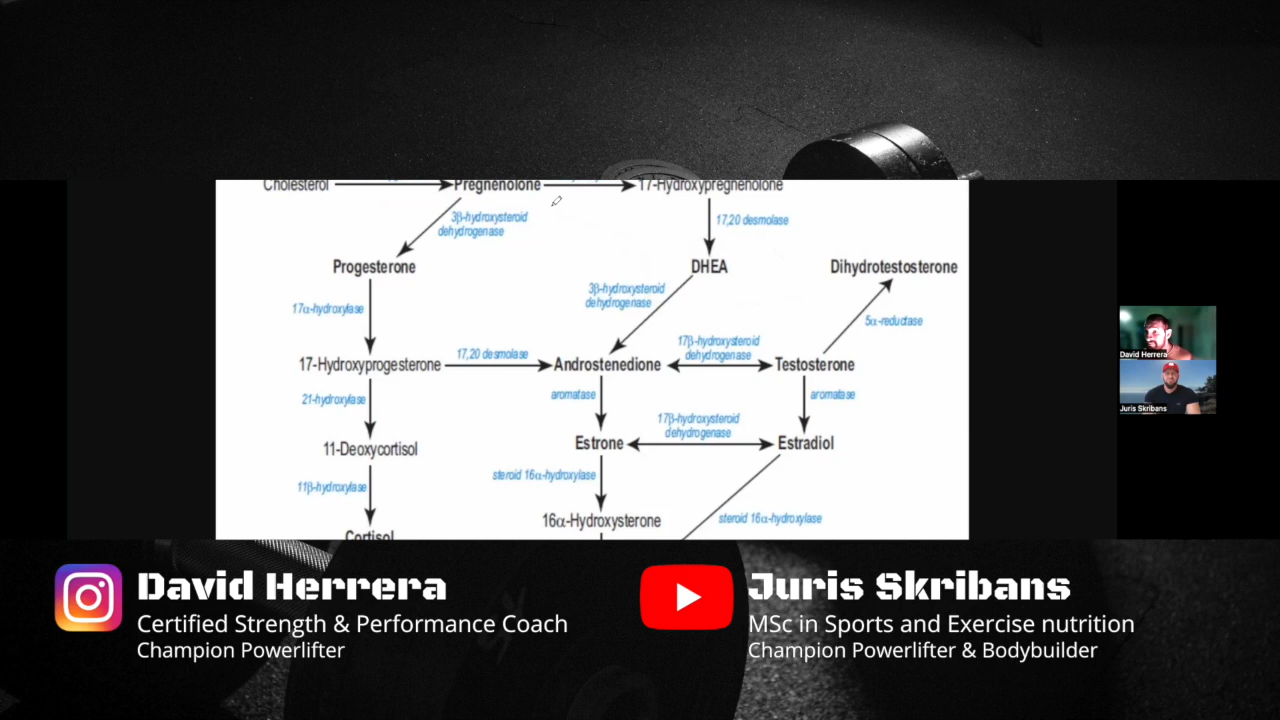 Cholesterol
Pregnenolone
17-Hydroxypregnenolone
3β-hydroxysteroid
dehydrogenase
17,20 desmolase
Progesterone
DHEA
Dihydrotestosterone
17α-hydroxylase
3β-hydroxysteroid
dehydrogenase
5α-reductase
17-Hydroxyprogesterone
17,20 desmolase
Androstenedione
17β-hydroxysteroid
dehydrogenase
Testosterone
21-hydroxylase
aromatase
aromatase
11-Deoxycortisol
Estrone
17β-hydroxysteroid
dehydrogenase
Estradiol
11β-hydroxylase
steroid 16α-hydroxylase
steroid 16α-hydroxylase
Cortisol
16α-Hydroxysterone
David Herrera
Juris Skribans
David Herrera
Certified Strength & Performance Coach
Champion Powerlifter
Juris Skribans
MSc in Sports and Exercise nutrition
Champion Powerlifter & Bodybuilder